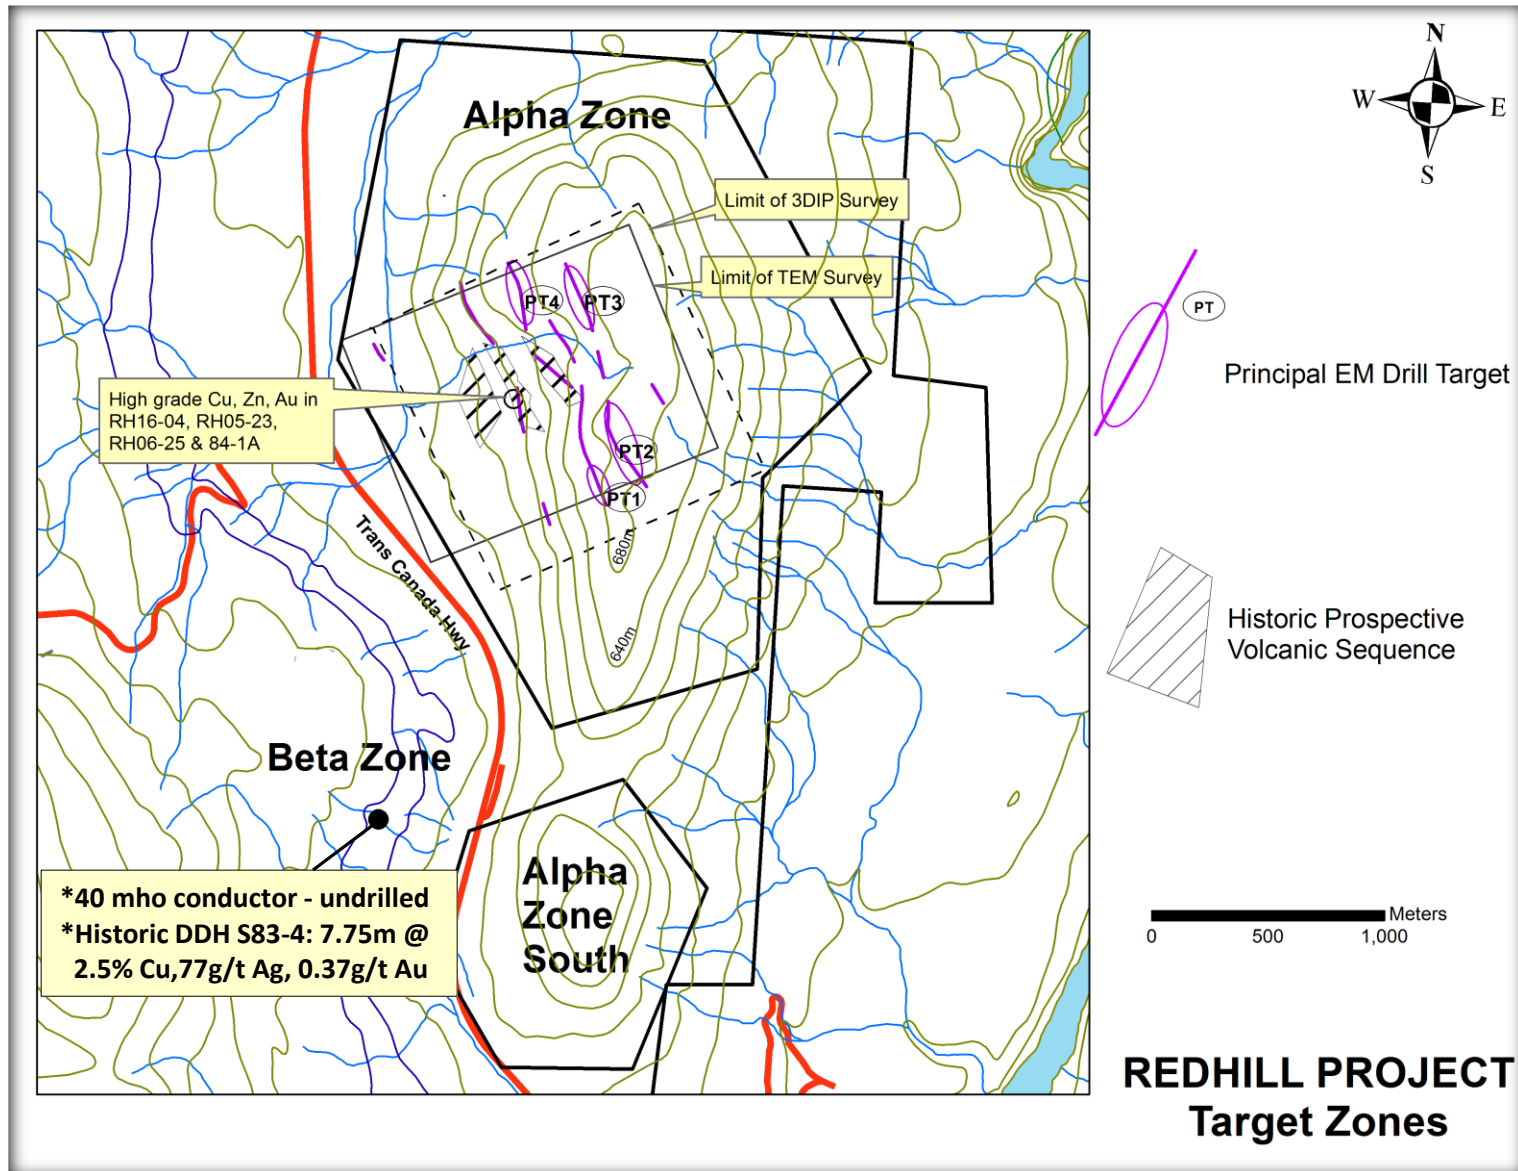 N
W
E
S
Alpha Zone
Limit of 3DIP Survey
Limit of TEM Survey
PT4
PT3
PT
Principal EM Drill Target
High grade Cu, Zn, Au in
RH16-04, RH05-23,
RH06-25 & 84-1A
PT2
PT1
680m
Trans Canada Hwy
640m
Historic Prospective
Volcanic Sequence
Beta Zone
*40 mho conductor - undrilled
*Historic DDH S83-4: 7.75m @
2.5% Cu,77g/t Ag, 0.37g/t Au
Alpha
Zone
South
Meters
0 500 1,000
REDHILL PROJECT
Target Zones